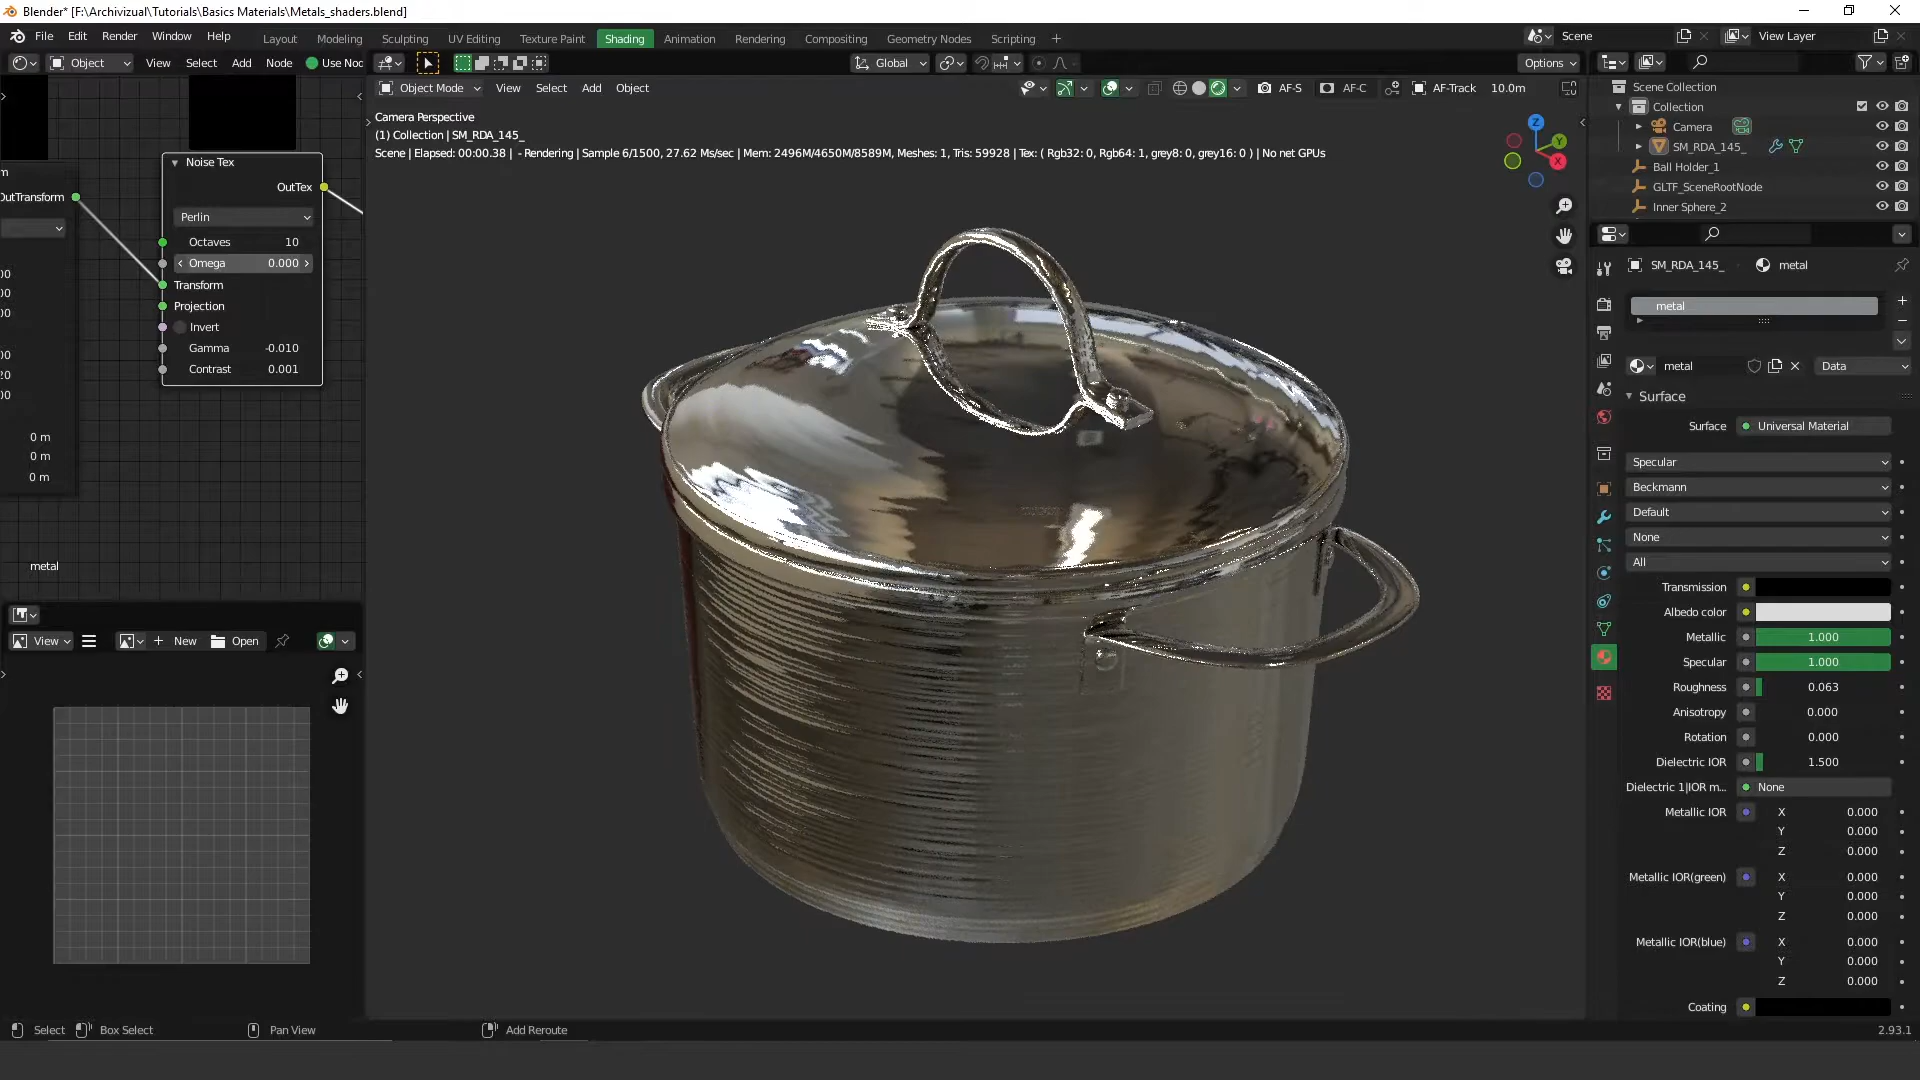 Blender* [F:\Archivizual\Tutorials\Basics Materials\Metals_shaders.blend]
File Edit Render Window Help Layout Modeling Sculpting UV Editing Texture Paint Shading Animation Rendering Compositing Geometry Nodes Scripting + Scene View Layer
Object View Select Add Node Use Nod Global Options
Object Mode View Select Add Object AF-S AF-C AF-Track 10.0m
Camera Perspective
(1) Collection | SM_RDA_145_
Scene | Elapsed: 00:00.38 | - Rendering | Sample 6/1500, 27.62 Ms/sec | Mem: 2496M/4650M/8589M, Meshes: 1, Tris: 59928 | Tex: ( Rgb32: 0, Rgb64: 1, grey8: 0, grey16: 0 ) | No net GPUs
Z
Y
X
Noise Tex
OutTex
OutTransform
Perlin
Octaves 10
Omega 0.000
Transform
Projection
Invert
Gamma -0.010
Contrast 0.001
m
00
00
00
00
20
00
0 m
0 m
0 m
metal
View New Open
Scene Collection
Collection
Camera
SM_RDA_145_
Ball Holder_1
GLTF_SceneRootNode
Inner Sphere_2
SM_RDA_145_ metal
metal
metal Data
Surface
Surface Universal Material
Specular
Beckmann
Default
None
All
Transmission
Albedo color
Metallic 1.000
Specular 1.000
Roughness 0.063
Anisotropy 0.000
Rotation 0.000
Dielectric IOR 1.500
Dielectric 1|IOR m... None
Metallic IOR X 0.000
Y 0.000
Z 0.000
Metallic IOR(green) X 0.000
Y 0.000
Z 0.000
Metallic IOR(blue) X 0.000
Y 0.000
Z 0.000
Coating
Select Box Select Pan View Add Reroute 2.93.1